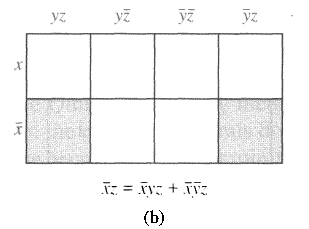 yz yz̄ ȳz̄ ȳz
x
x̄
x̄z = x̄yz + x̄ȳz
(b)